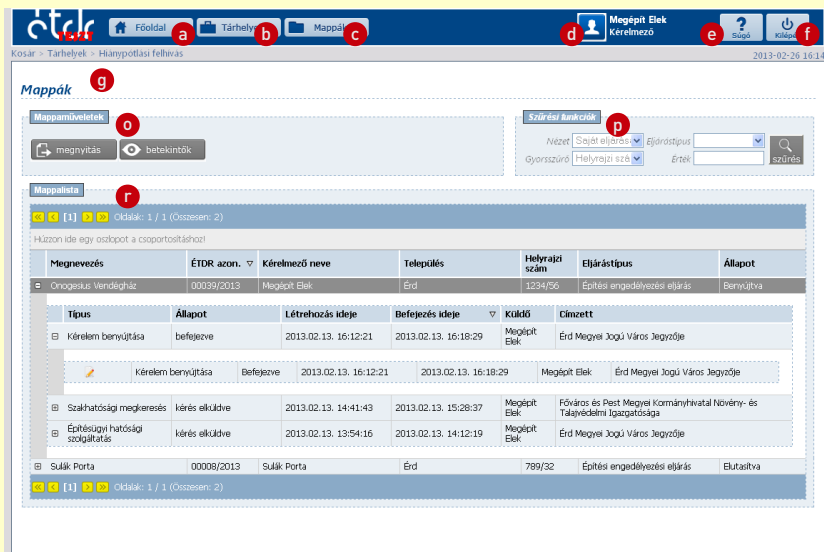 étdr
TESZT
Főoldal a
Tárhelye b
Mappák c
d
Megépít Elek
Kérelmező
e
?
Súgó
f
Kilépé
Kosár > Tárhelyek > Hiánypótlási felhívás
2013-02-26 16:14
g
Mappák
Mappaműveletek
o
megnyitás
betekintők
Szűrési funkciók
p
Nézet Saját eljárás Eljárástípus
Gyorsszűrő Helyrajzi szá Érték
szűrés
Mappalista
r
« < [1] > » Oldalak: 1 / 1 (Összesen: 2)
Húzzon ide egy oszlopot a csoportosításhoz!
Megnevezés ÉTDR azon. Kérelmező neve Település Helyrajzi szám Eljárástípus Állapot
Onogesius Vendégház 00039/2013 Megépít Elek Érd 1234/56 Építési engedélyezési eljárás Benyújtva
Típus Állapot Létrehozás ideje Befejezés ideje Küldő Címzett
Kérelem benyújtása befejezve 2013.02.13. 16:12:21 2013.02.13. 16:18:29 Megépít Elek Érd Megyei Jogú Város Jegyzője
Kérelem benyújtása Befejezve 2013.02.13. 16:12:21 2013.02.13. 16:18:29 Megépít Elek Érd Megyei Jogú Város Jegyzője
Szakhatósági megkeresés kérés elküldve 2013.02.13. 14:41:43 2013.02.13. 15:28:37 Megépít Elek Főváros és Pest Megyei Kormányhivatal Növény- és Talajvédelmi Igazgatósága
Építésügyi hatósági szolgáltatás kérés elküldve 2013.02.13. 13:54:16 2013.02.13. 14:12:19 Megépít Elek Érd Megyei Jogú Város Jegyzője
Sulák Porta 00008/2013 Sulák Porta Érd 789/32 Építési engedélyezési eljárás Elutasítva
« < [1] > » Oldalak: 1 / 1 (Összesen: 2)